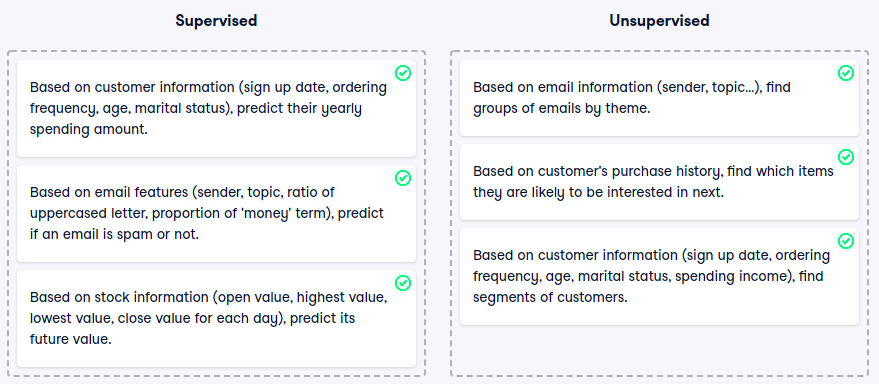 Supervised
Based on customer information (sign up date, ordering
frequency, age, marital status), predict their yearly
spending amount.
Based on email features (sender, topic, ratio of
uppercased letter, proportion of 'money' term), predict
if an email is spam or not.
Based on stock information (open value, highest value,
lowest value, close value for each day), predict its
future value.
Unsupervised
Based on email information (sender, topic...), find
groups of emails by theme.
Based on customer's purchase history, find which items
they are likely to be interested in next.
Based on customer information (sign up date, ordering
frequency, age, marital status, spending income), find
segments of customers.